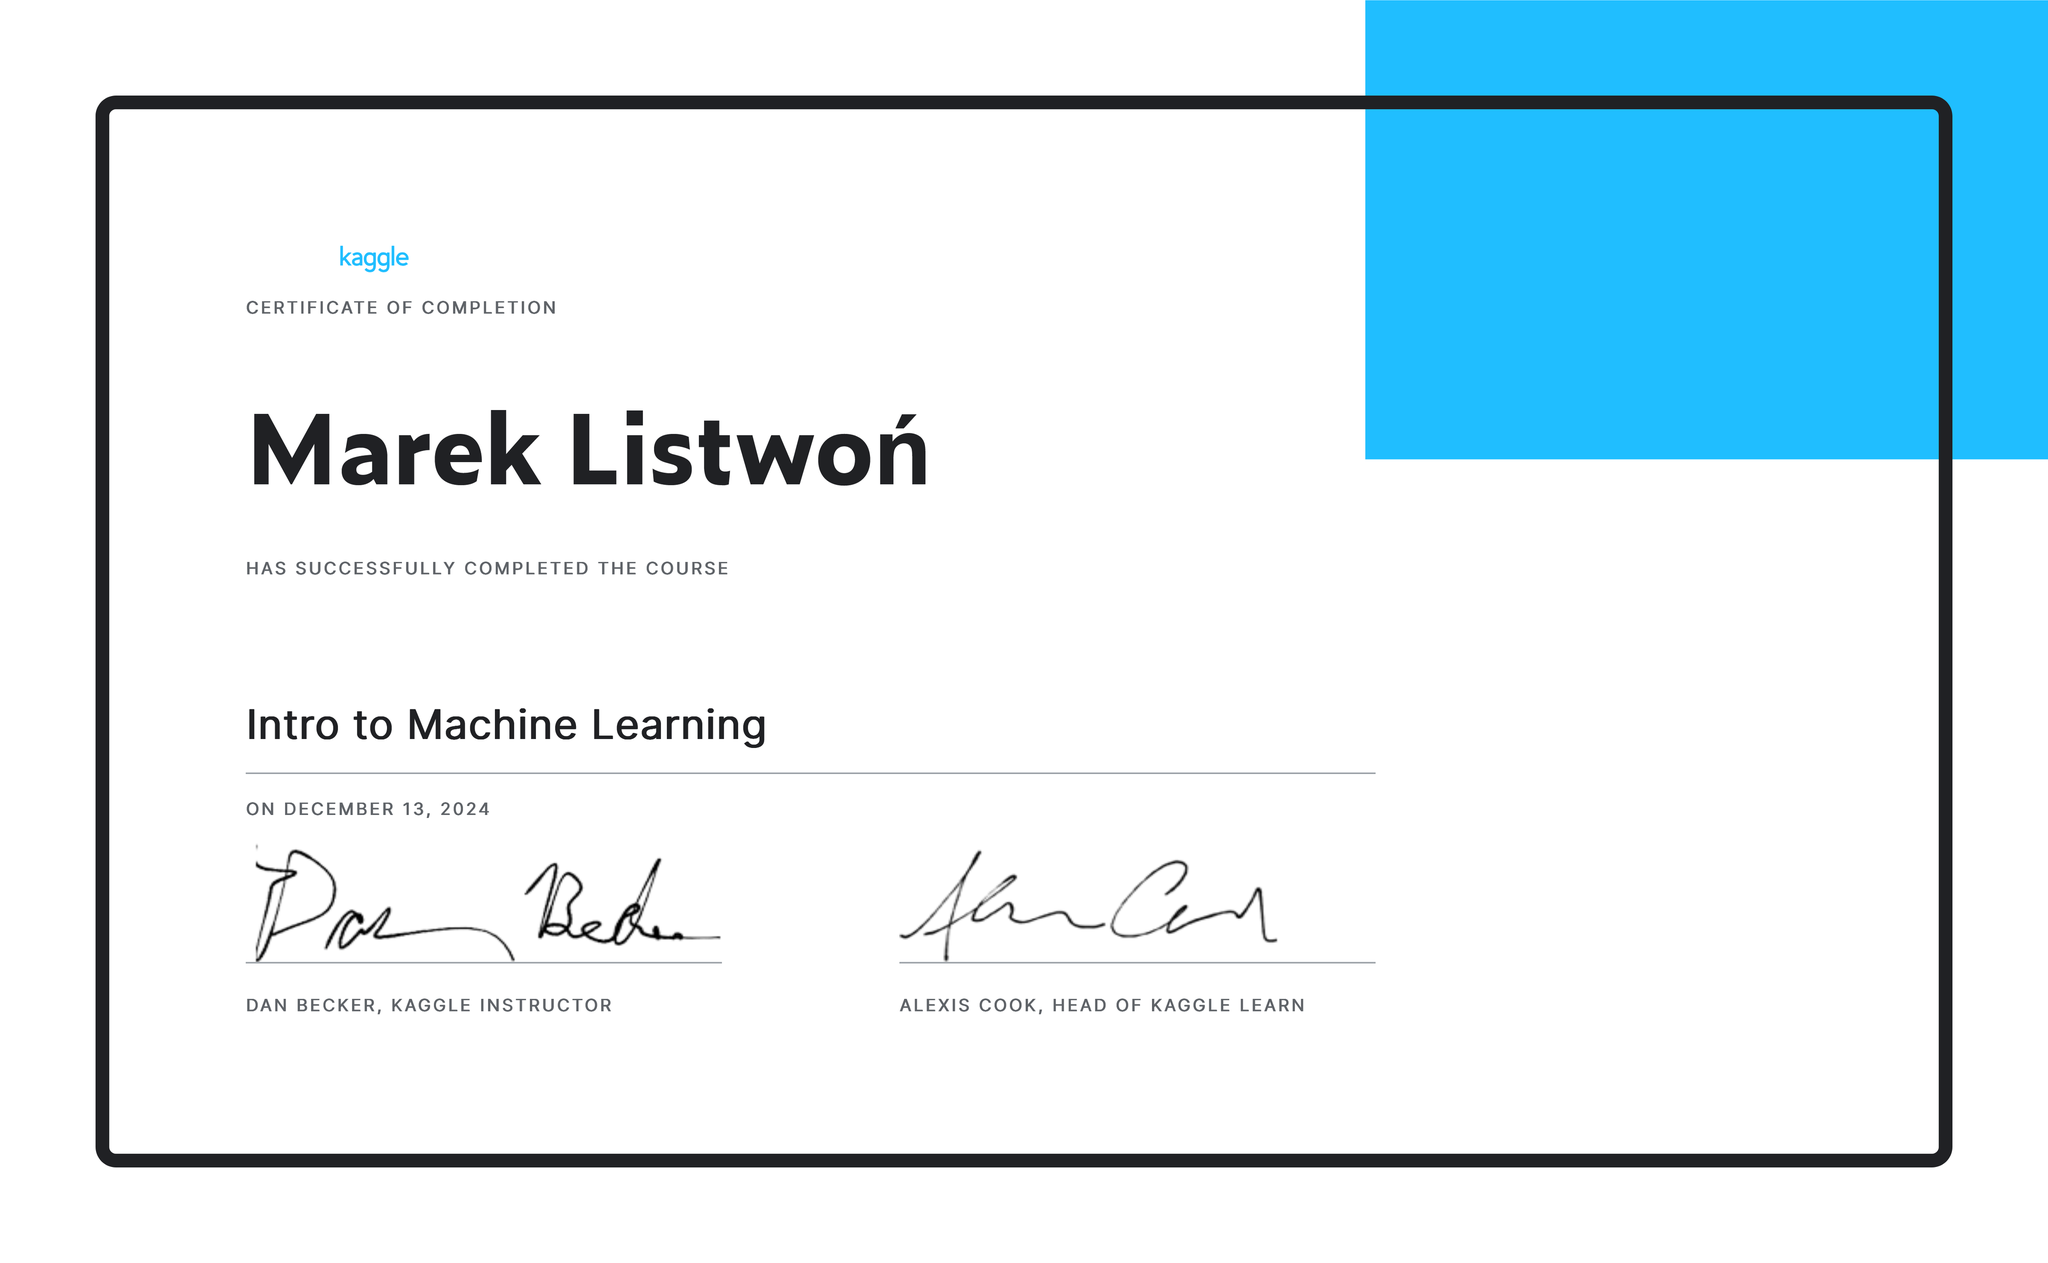 kaggle
CERTIFICATE OF COMPLETION
Marek Listwoń
HAS SUCCESSFULLY COMPLETED THE COURSE
Intro to Machine Learning
ON DECEMBER 13, 2024
Dan Becker
Alexis Cook
DAN BECKER, KAGGLE INSTRUCTOR
ALEXIS COOK, HEAD OF KAGGLE LEARN